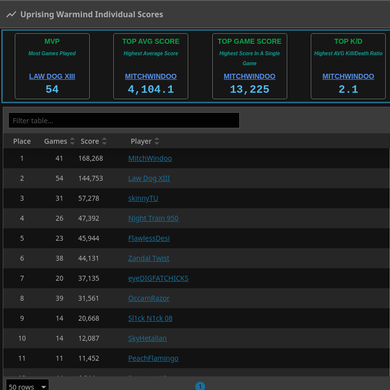 Uprising Warmind Individual Scores
MVP
Most Games Played
LAW DOG XIII
54
TOP AVG SCORE
Highest Average Score
MITCHWINDOO
4,104.1
TOP GAME SCORE
Highest Score In A Single
Game
MITCHWINDOO
13,225
TOP K/D
Highest AVG Kill/Death Ratio
MITCHWINDOO
2.1
Filter table...
Place Games Score Player
1 41 168,268 MitchWindoo
2 54 144,753 Law Dog XIII
3 31 57,278 skinnyTU
4 26 47,392 Night Train 950
5 23 45,944 FlawlessDesi
6 38 44,131 Zandal Twist
7 20 37,135 eyeDIGFATCHICKS
8 39 31,561 OccamRazor
9 14 20,668 Sl1ck N1ck 08
10 14 12,087 SkyHetalian
11 11 11,452 PeachFlamingo
50 rows 1